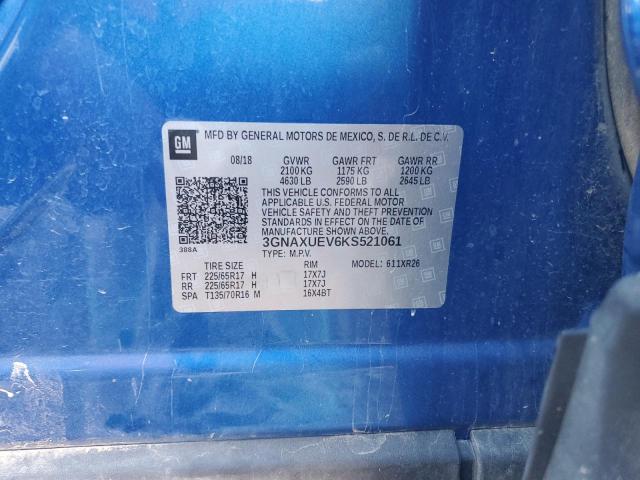 GM MFD BY GENERAL MOTORS DE MEXICO, S. DE R.L. DE C.V.
08/18 GVWR GAWR FRT GAWR RR
2100 KG 1175 KG 1200 KG
4630 LB 2590 LB 2645 LB
THIS VEHICLE CONFORMS TO ALL
APPLICABLE U.S. FEDERAL MOTOR
VEHICLE SAFETY AND THEFT PREVENTION
STANDARDS IN EFFECT ON THE DATE OF
MANUFACTURE SHOWN ABOVE.
388A 3GNAXUEV6KS521061
TYPE: M.P.V. MODEL: 611XR26
TIRE SIZE RIM
FRT 225/65R17 H 17X7J
RR 225/65R17 H 17X7J
SPA T135/70R16 M 16X4BT